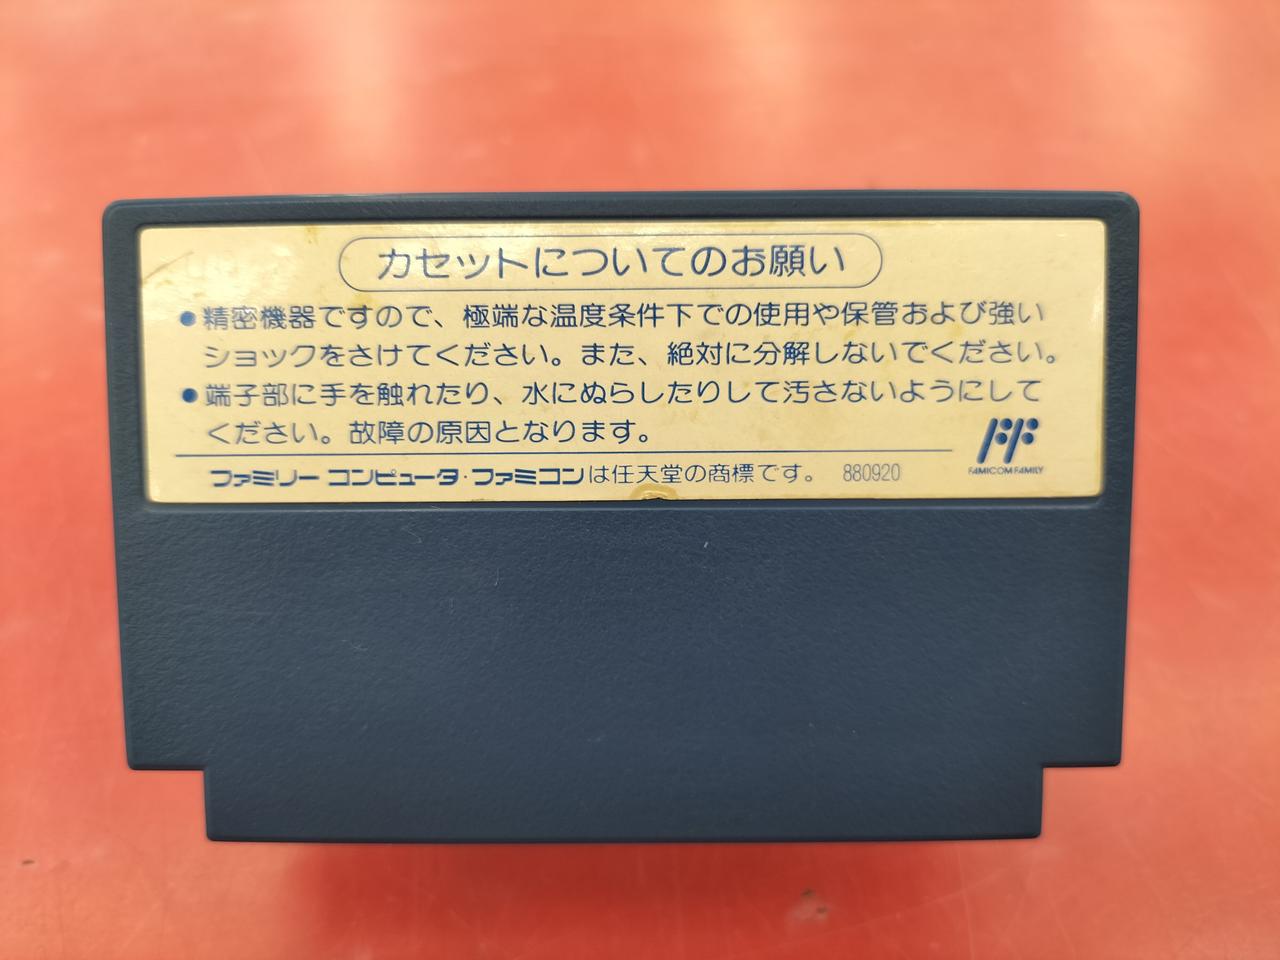 カセットについてのお願い
●精密機器ですので、極端な温度条件下での使用や保管および強い
ショックをさけてください。また、絶対に分解しないでください。
●端子部に手を触れたり、水にぬらしたりして汚さないようにして
ください。故障の原因となります。
FAMICOM FAMILY
ファミリーコンピュータ・ファミコンは任天堂の商標です。 880920